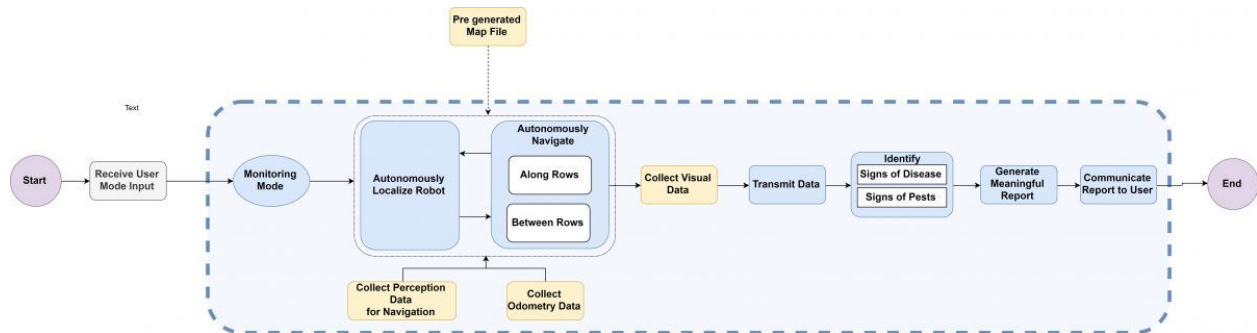 Pre generated
Map File
Text
Start
Receive User
Mode Input
Monitoring
Mode
Autonomously
Localize Robot
Autonomously
Navigate
Along Rows
Between Rows
Collect Visual
Data
Transmit Data
Identify
Signs of Disease
Signs of Pests
Generate
Meaningful
Report
Communicate
Report to User
End
Collect Perception
Data
for Navigation
Collect
Odometry Data